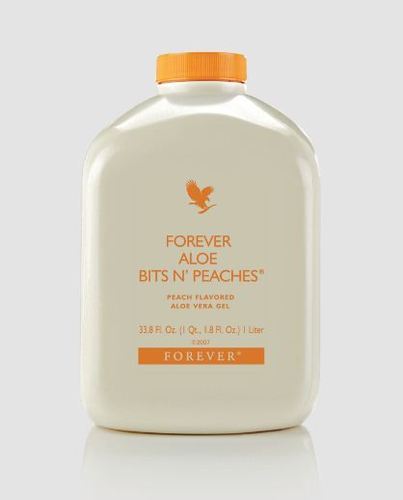 FOREVER
ALOE
BITS N' PEACHES®
PEACH FLAVORED
ALOE VERA GEL
33.8 Fl. Oz. (1 Qt., 1.8 Fl. Oz.) 1 Liter
©2007
FOREVER®